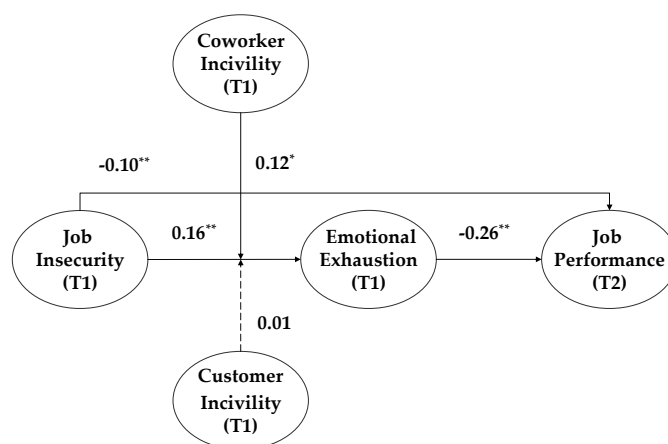 Coworker
Incivility
(T1)
-0.10**
0.12*
Job
Insecurity
(T1)
0.16**
Emotional
Exhaustion
(T1)
-0.26**
Job
Performance
(T2)
0.01
Customer
Incivility
(T1)